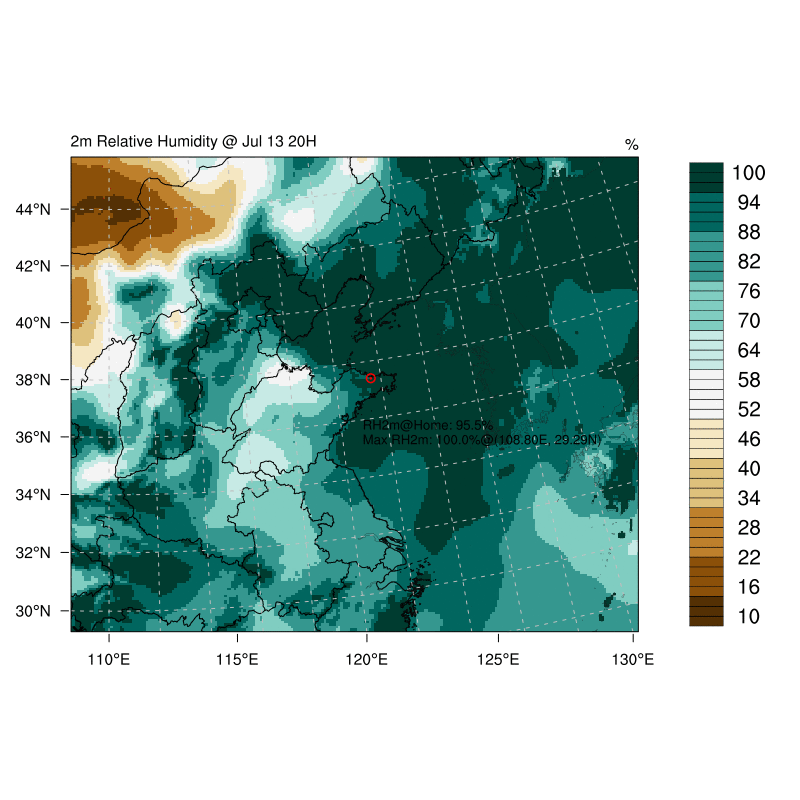 2m Relative Humidity @ Jul 13 20H
%
44°N
42°N
40°N
38°N
36°N
34°N
32°N
30°N
110°E
115°E
120°E
125°E
130°E
RH2m@Home: 95.5%
Max RH2m: 100.0%@(108.80E, 29.29N)
100
94
88
82
76
70
64
58
52
46
40
34
28
22
16
10